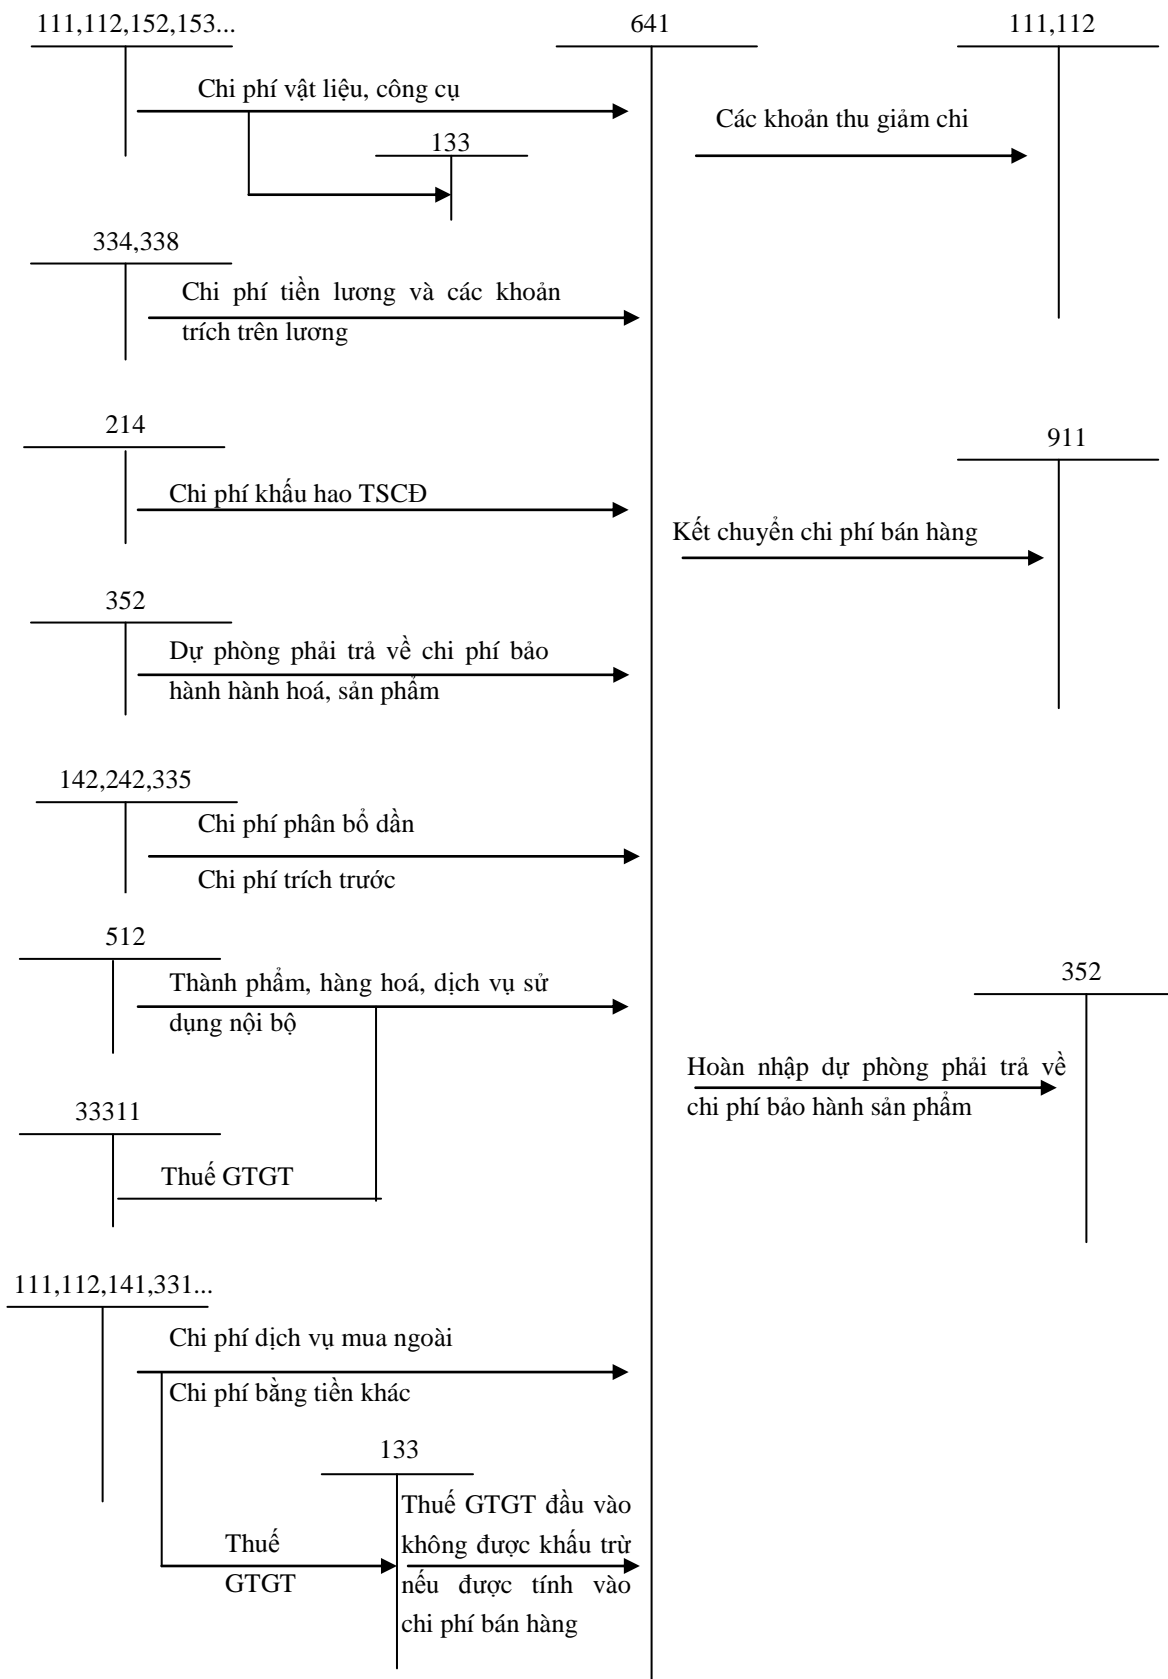 111,112,152,153...
641
111,112
Chi phí vật liệu, công cụ
Các khoản thu giảm chi
133
334,338
Chi phí tiền lương và các khoản
trích trên lương
214
911
Chi phí khấu hao TSCĐ
Kết chuyển chi phí bán hàng
352
Dự phòng phải trả về chi phí bảo
hành hành hoá, sản phẩm
142,242,335
Chi phí phân bổ dần
Chi phí trích trước
512
352
Thành phẩm, hàng hoá, dịch vụ sử
dụng nội bộ
Hoàn nhập dự phòng phải trả về
chi phí bảo hành sản phẩm
33311
Thuế GTGT
111,112,141,331...
Chi phí dịch vụ mua ngoài
Chi phí bằng tiền khác
133
Thuế
GTGT
Thuế GTGT đầu vào
không được khấu trừ
nếu được tính vào
chi phí bán hàng